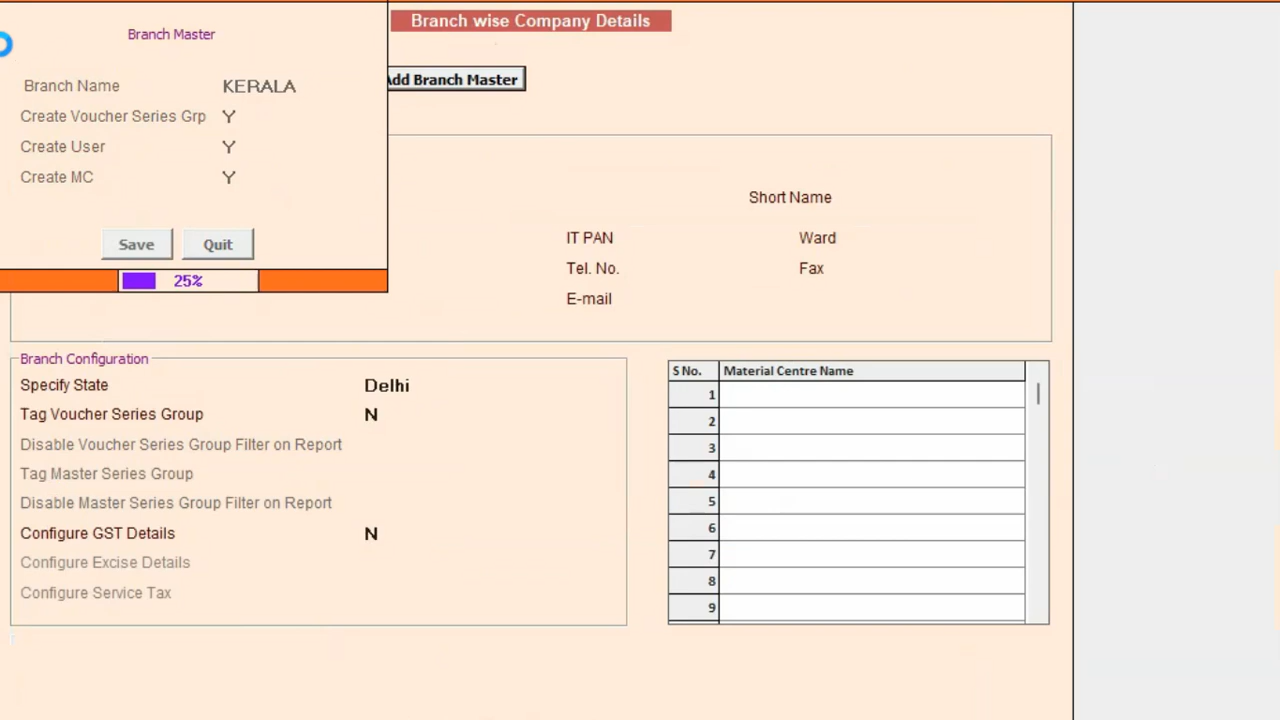 Branch wise Company Details
Branch Master
Add Branch Master
Branch Name KERALA
Create Voucher Series Grp Y
Create User Y
Create MC Y
Save Quit
25%
Short Name
IT PAN Ward
Tel. No. Fax
E-mail
Branch Configuration
Specify State Delhi
Tag Voucher Series Group N
Disable Voucher Series Group Filter on Report
Tag Master Series Group
Disable Master Series Group Filter on Report
Configure GST Details N
Configure Excise Details
Configure Service Tax
S No. Material Centre Name
1
2
3
4
5
6
7
8
9